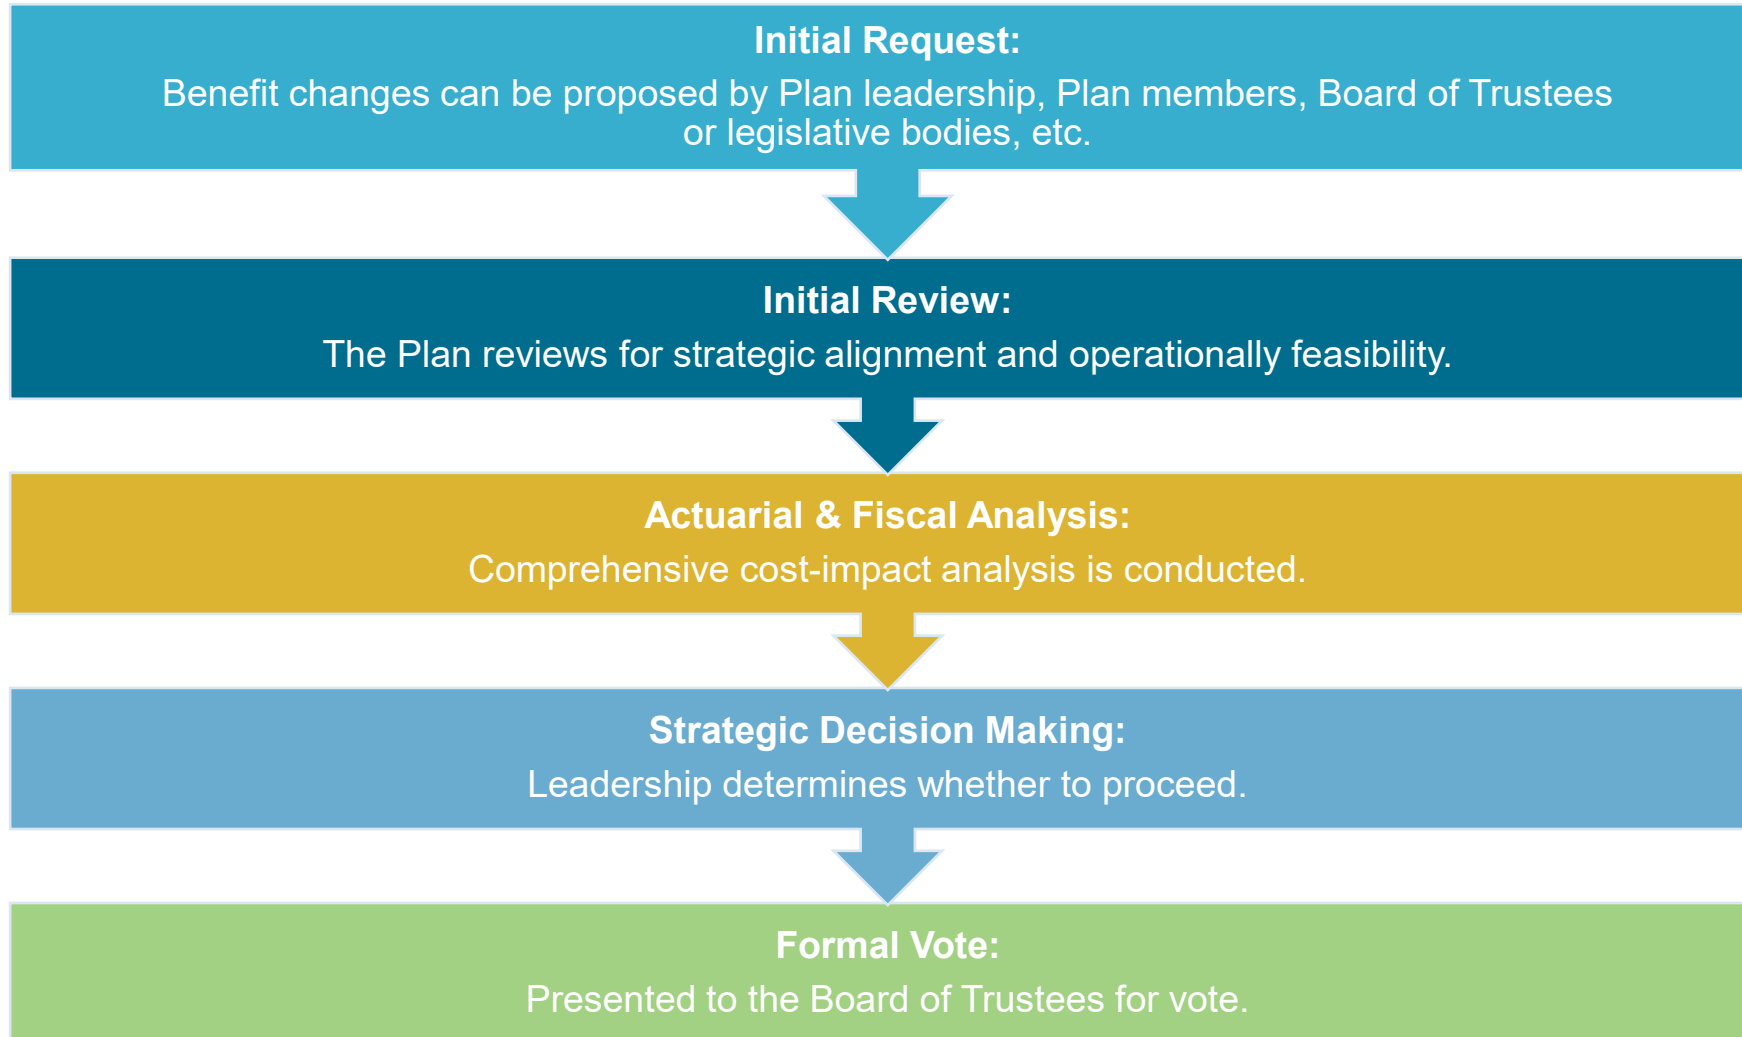 Initial Request:
Benefit changes can be proposed by Plan leadership, Plan members, Board of Trustees
or legislative bodies, etc.
Initial Review:
The Plan reviews for strategic alignment and operationally feasibility.
Actuarial & Fiscal Analysis:
Comprehensive cost-impact analysis is conducted.
Strategic Decision Making:
Leadership determines whether to proceed.
Formal Vote:
Presented to the Board of Trustees for vote.